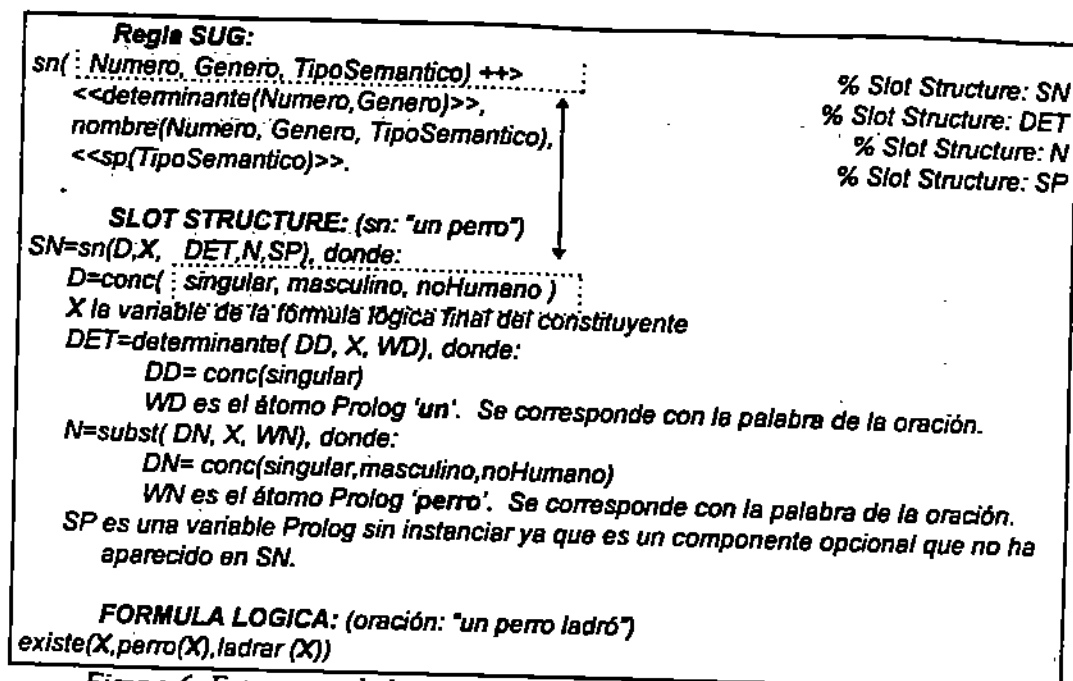 Regla SUG:
sn( Numero, Genero, TipoSemantico) ++> % Slot Structure: SN
<<determinante(Numero,Genero)>>, % Slot Structure: DET
nombre(Numero, Genero, TipoSemantico), % Slot Structure: N
<<sp(TipoSemantico)>>. % Slot Structure: SP
SLOT STRUCTURE: (sn: "un perro")
SN=sn(D,X, DET,N,SP), donde:
D=conc( singular, masculino, noHumano )
X la variable de la fórmula lógica final del constituyente
DET=determinante( DD, X, WD), donde:
DD= conc(singular)
WD es el átomo Prolog 'un'. Se corresponde con la palabra de la oración.
N=subst( DN, X, WN), donde:
DN= conc(singular,masculino,noHumano)
WN es el átomo Prolog 'perro'. Se corresponde con la palabra de la oración.
SP es una variable Prolog sin instanciar ya que es un componente opcional que no ha
aparecido en SN.
FORMULA LOGICA: (oración: "un perro ladró")
existe(X,perro(X),ladrar (X))